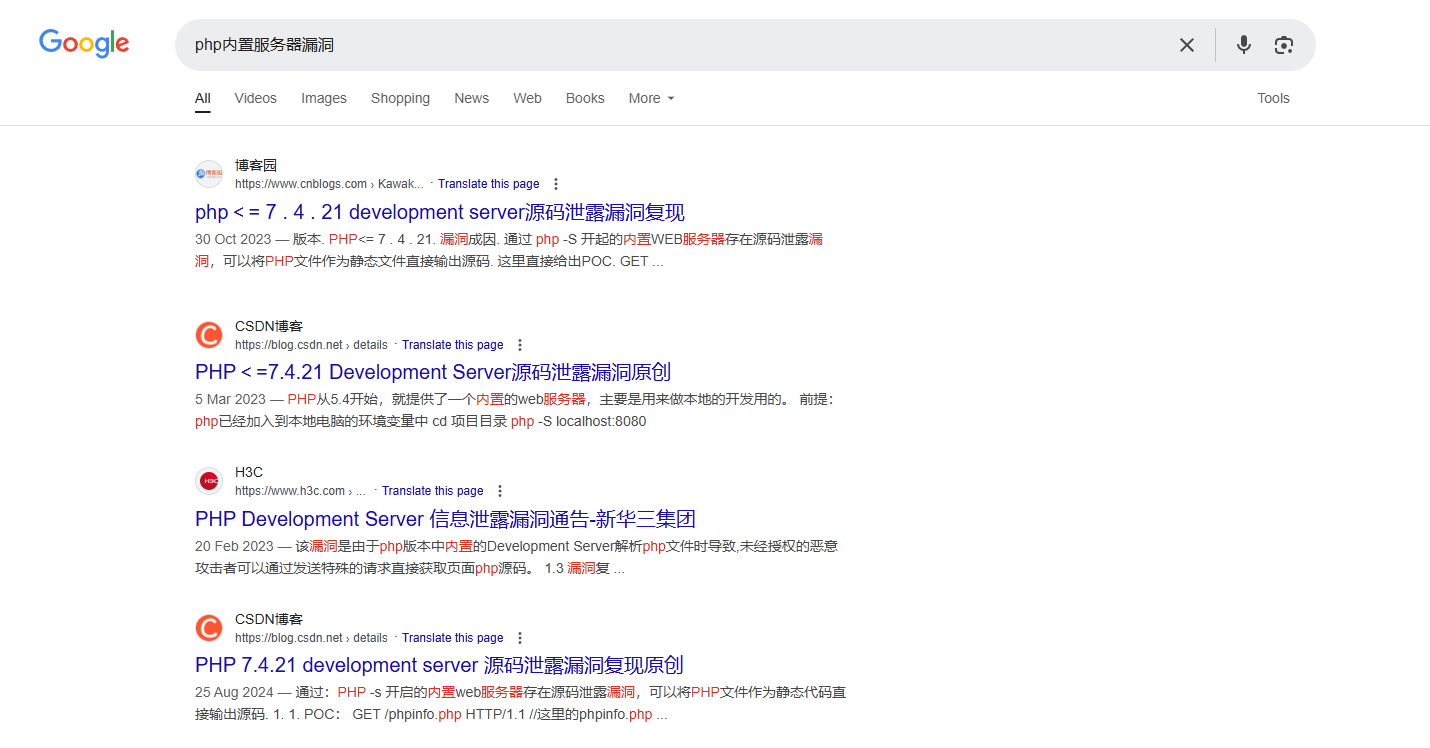 Google
php内置服务器漏洞
All Videos Images Shopping News Web Books More Tools
博客园
https://www.cnblogs.com › Kawak... · Translate this page
php < = 7 . 4 . 21 development server源码泄露漏洞复现
30 Oct 2023 — 版本. PHP<= 7 . 4 . 21. 漏洞成因. 通过 php -S 开起的内置WEB服务器存在源码泄露漏
洞，可以将PHP文件作为静态文件直接输出源码. 这里直接给出POC. GET ...
CSDN博客
https://blog.csdn.net › details · Translate this page
PHP < =7.4.21 Development Server源码泄露漏洞原创
5 Mar 2023 — PHP从5.4开始，就提供了一个内置的web服务器，主要是用来做本地的开发用的。 前提：
php已经加入到本地电脑的环境变量中 cd 项目目录 php -S localhost:8080
H3C
https://www.h3c.com › ... · Translate this page
PHP Development Server 信息泄露漏洞通告-新华三集团
20 Feb 2023 — 该漏洞是由于php版本中内置的Development Server解析php文件时导致,未经授权的恶意
攻击者可以通过发送特殊的请求直接获取页面php源码。 1.3 漏洞复 ...
CSDN博客
https://blog.csdn.net › details · Translate this page
PHP 7.4.21 development server 源码泄露漏洞复现原创
25 Aug 2024 — 通过：PHP -s 开启的内置web服务器存在源码泄露漏洞，可以将PHP文件作为静态代码直
接输出源码. 1. 1. POC： GET /phpinfo.php HTTP/1.1 //这里的phpinfo.php ...